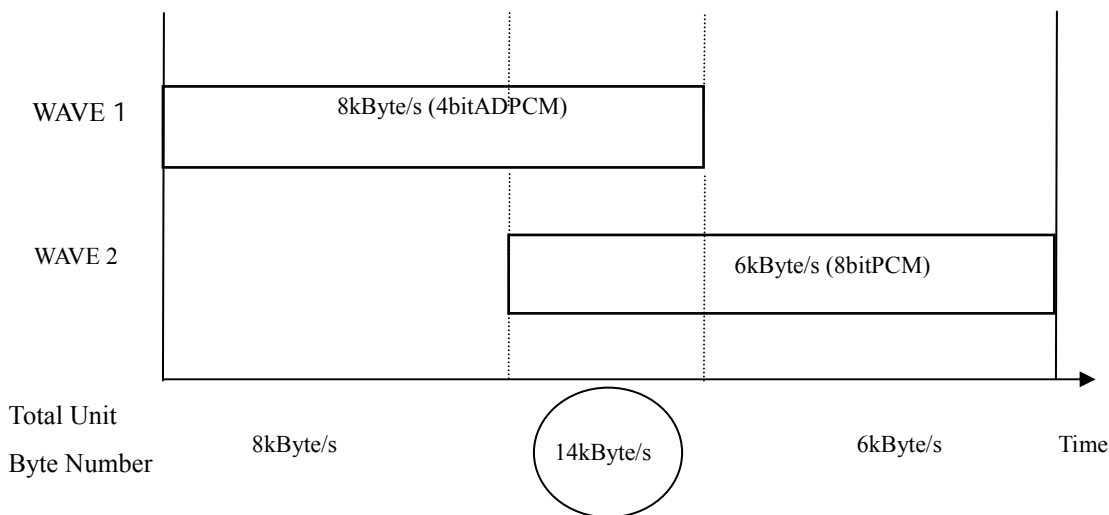 WAVE 1
8kByte/s (4bitADPCM)
WAVE 2
6kByte/s (8bitPCM)
Total Unit
Byte Number
8kByte/s
14kByte/s
6kByte/s
Time